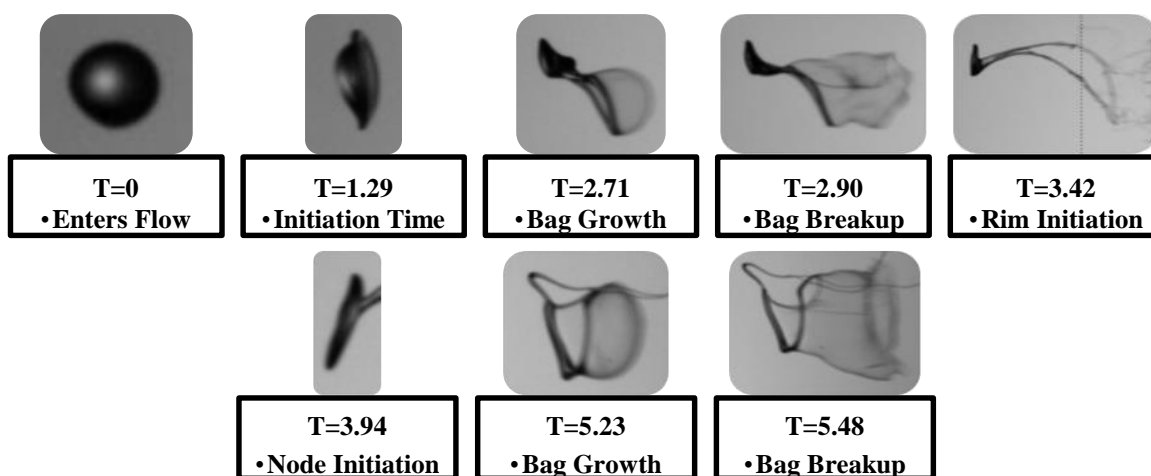 T=0
•Enters Flow
T=1.29
•Initiation Time
T=2.71
•Bag Growth
T=2.90
•Bag Breakup
T=3.42
•Rim Initiation
T=3.94
•Node Initiation
T=5.23
•Bag Growth
T=5.48
•Bag Breakup